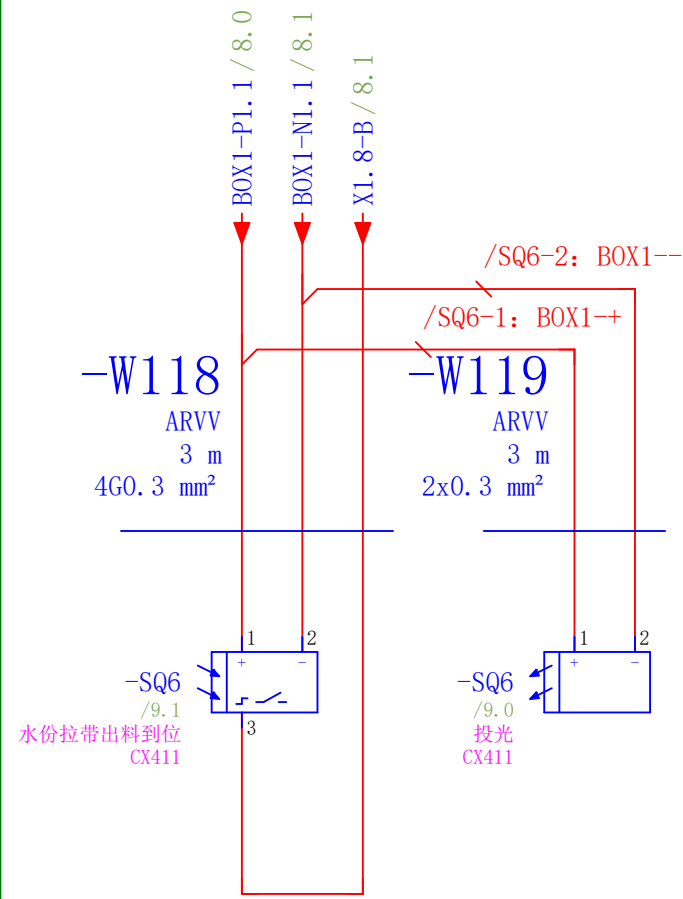 BOX1-P1.1/8.0
BOX1-N1.1/8.1
X1.8-B/8.1
/SQ6-2: BOX1--
/SQ6-1: BOX1-+
-W118
ARVV
3 m
4G0.3 mm²
-W119
ARVV
3 m
2x0.3 mm²
1
2
+
-
3
-SQ6
/9.1
水份拉带出料到位
CX411
1
2
+
-
-SQ6
/9.0
投光
CX411